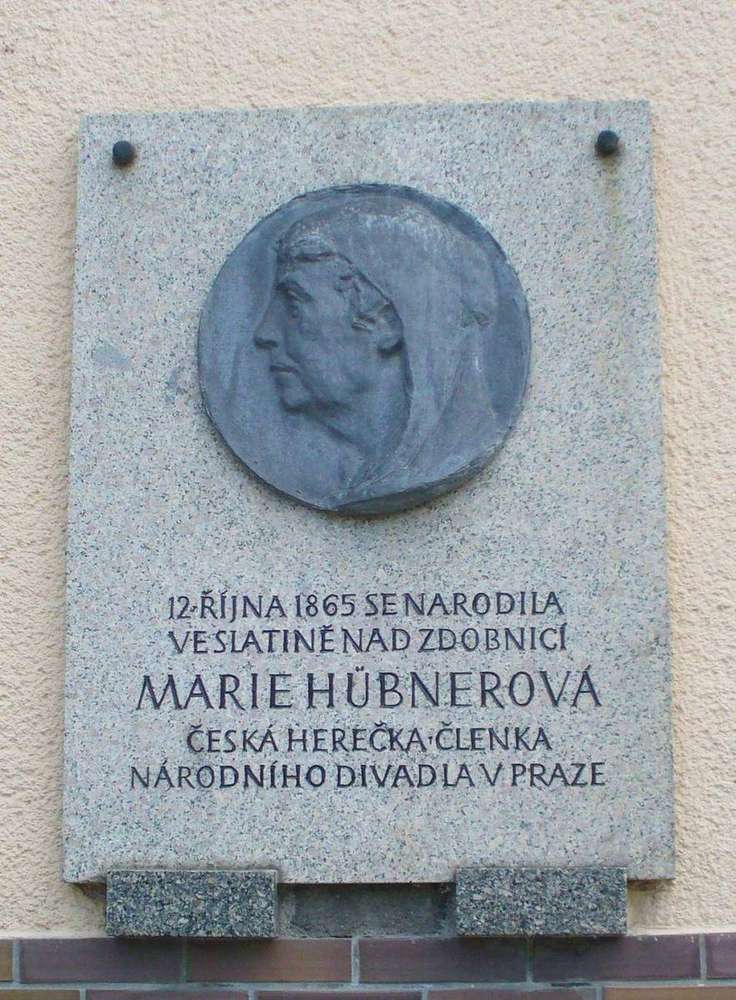 12. ŘÍJNA 1865 SE NARODILA
VE SLATINĚ NAD ZDOBNICÍ
MARIE HÜBNEROVÁ
ČESKÁ HEREČKA·ČLENKA
NÁRODNÍHO DIVADLA V PRAZE